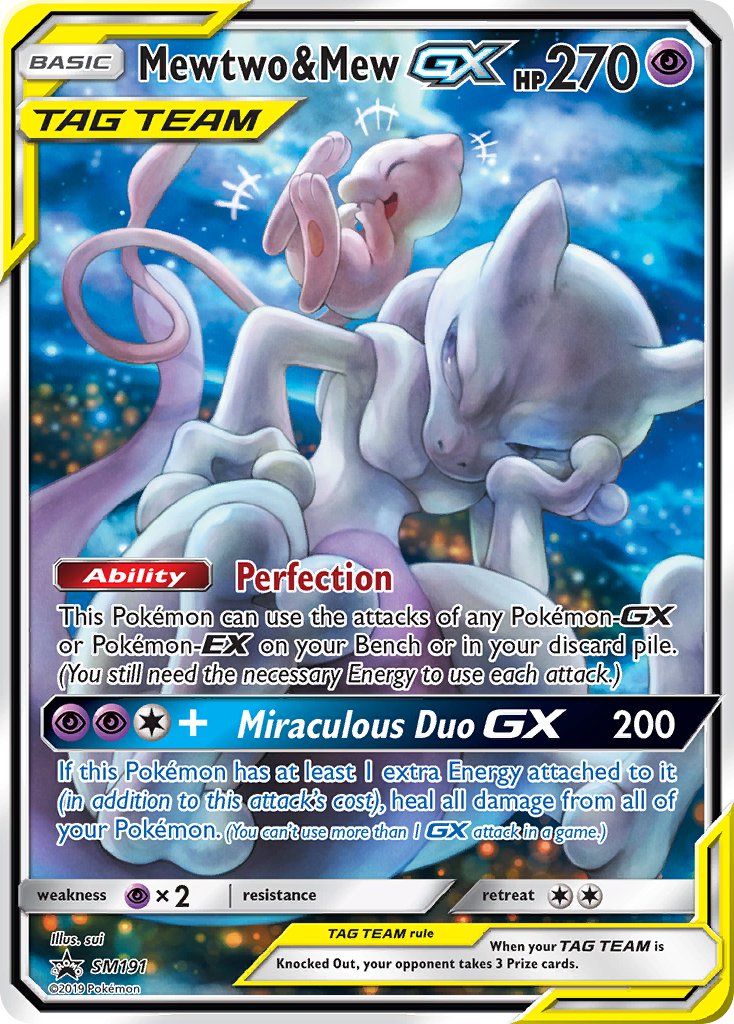 BASIC Mewtwo&Mew GX HP270
TAG TEAM
Ability Perfection
This Pokémon can use the attacks of any Pokémon-GX
or Pokémon-EX on your Bench or in your discard pile.
(You still need the necessary Energy to use each attack.)
+ Miraculous Duo GX 200
If this Pokémon has at least 1 extra Energy attached to it
(in addition to this attack's cost), heal all damage from all of
your Pokémon. (You can't use more than 1 GX attack in a game.)
weakness ×2 resistance retreat
Illus. sui
SM191
©2019 Pokémon
TAG TEAM rule
When your TAG TEAM is
Knocked Out, your opponent takes 3 Prize cards.